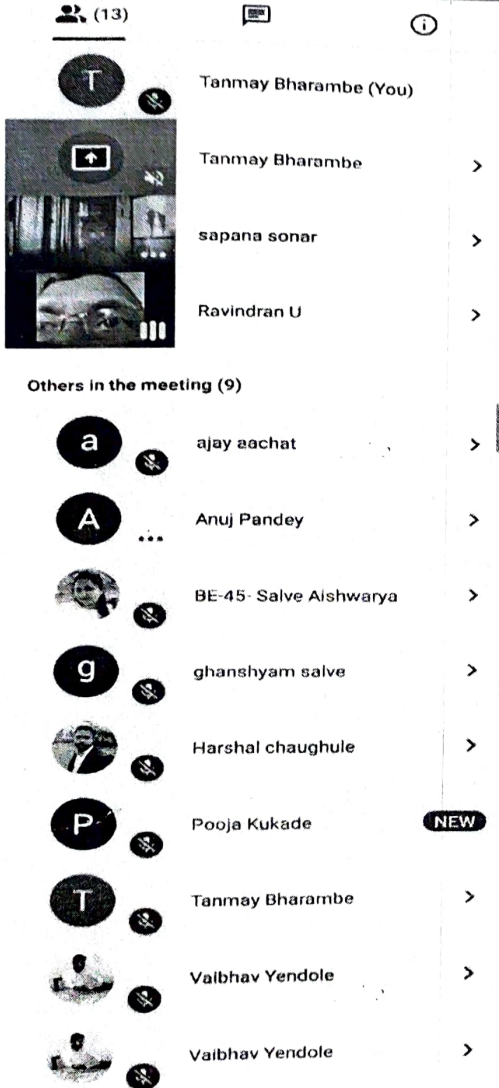 (13)
T
Tanmay Bharambe (You)
Tanmay Bharambe
sapana sonar
Ravindran U
Others in the meeting (9)
a
ajay aachat
A
Anuj Pandey
BE-45- Salve Aishwarya
g
ghanshyam salve
Harshal chaughule
P
Pooja Kukade
NEW
T
Tanmay Bharambe
Vaibhav Yendole
Vaibhav Yendole